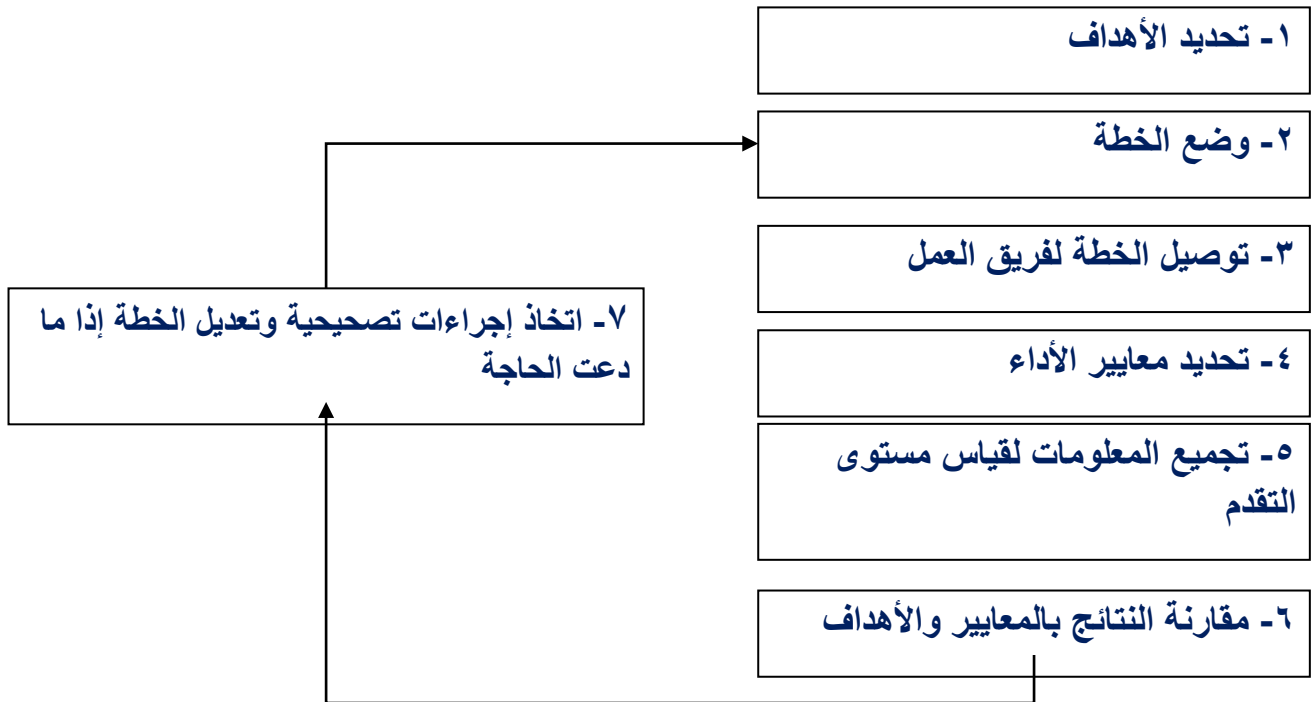 ١- تحديد الأهداف
٢- وضع الخطة
٣- توصيل الخطة لفريق العمل
٤- تحديد معايير الأداء
٥- تجميع المعلومات لقياس مستوى
التقدم
٦- مقارنة النتائج بالمعايير والأهداف
٧- اتخاذ إجراءات تصحيحية وتعديل الخطة إذا ما
دعت الحاجة